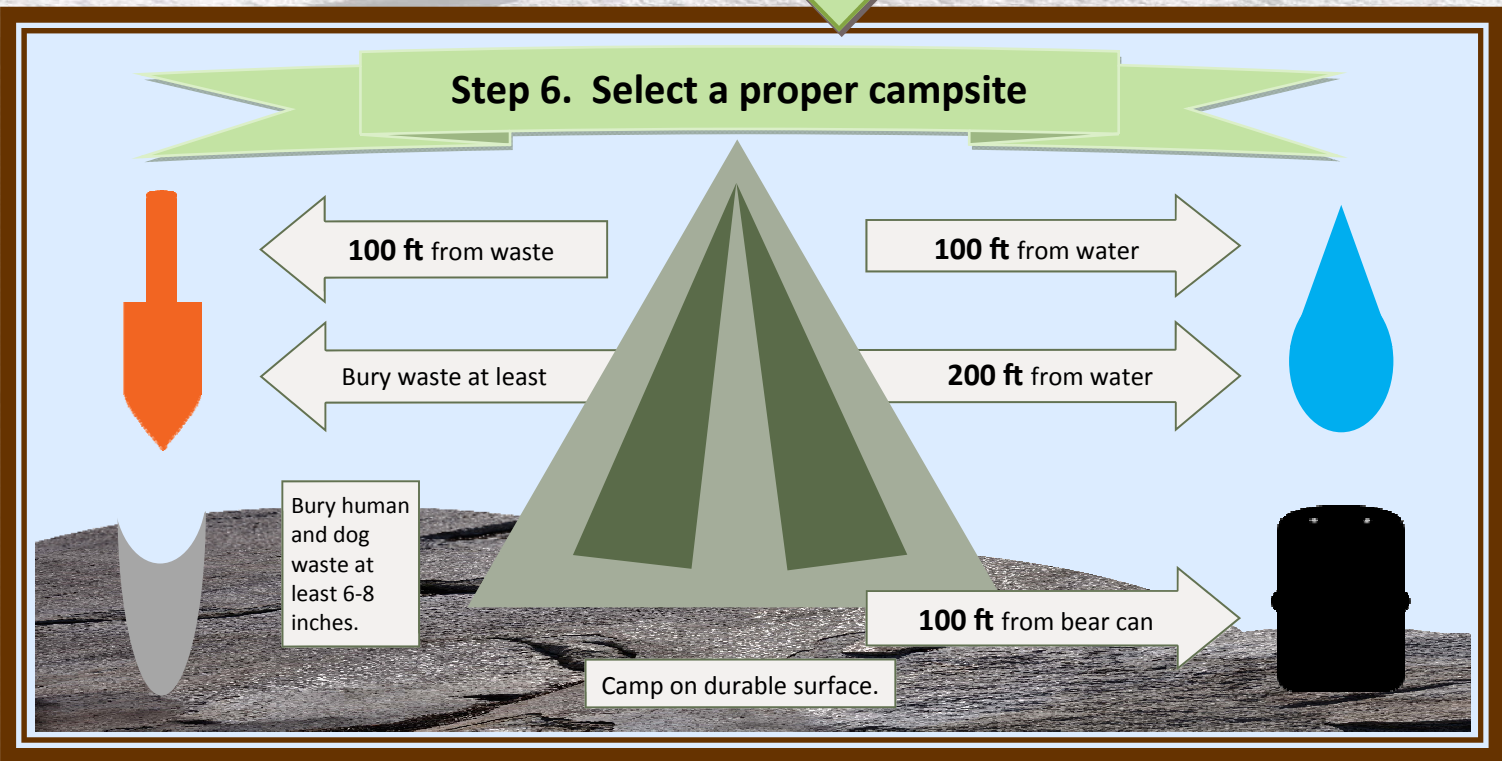 Step 6. Select a proper campsite
100 ft from waste
100 ft from water
Bury waste at least
200 ft from water
Bury human
and dog
waste at
least 6-8
inches.
100 ft from bear can
Camp on durable surface.